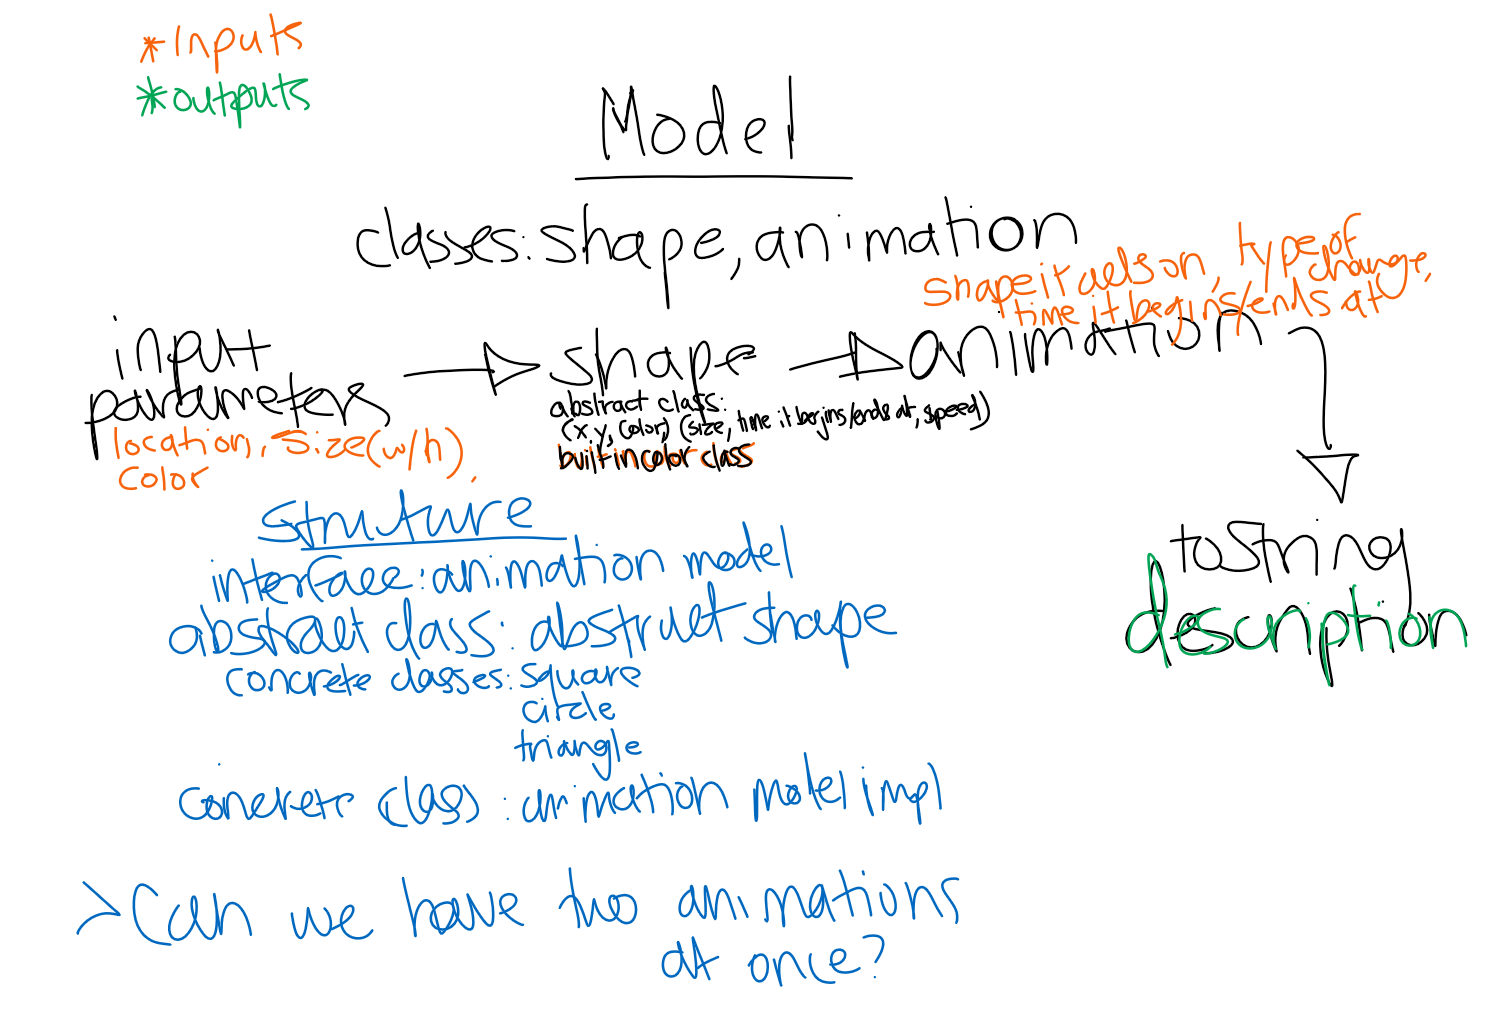 *Inputs
*outputs
Model
classes: shape, animation
shape it acts on, type of change,
time it begins/ends at
input parameters
location, size (w/h),
color
shape
abstract class:
(x,y, color) (size, time it begins/ends at, speed)
built in color class
animation
toString
description
Struture
interface: animation model
abstract class: abstract shape
concrete classes: square
circle
triangle
concrete class: animation model impl
> Can we have two animations
at once?